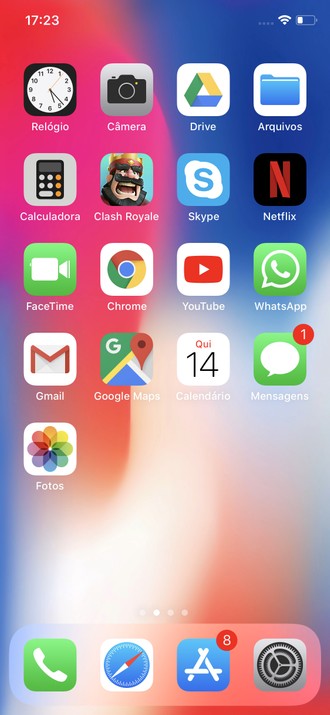 17:23
Relógio Câmera Drive Arquivos
Calculadora Clash Royale Skype Netflix
FaceTime Chrome YouTube WhatsApp
Qui
14
1
Gmail Google Maps Calendário Mensagens
Fotos
8